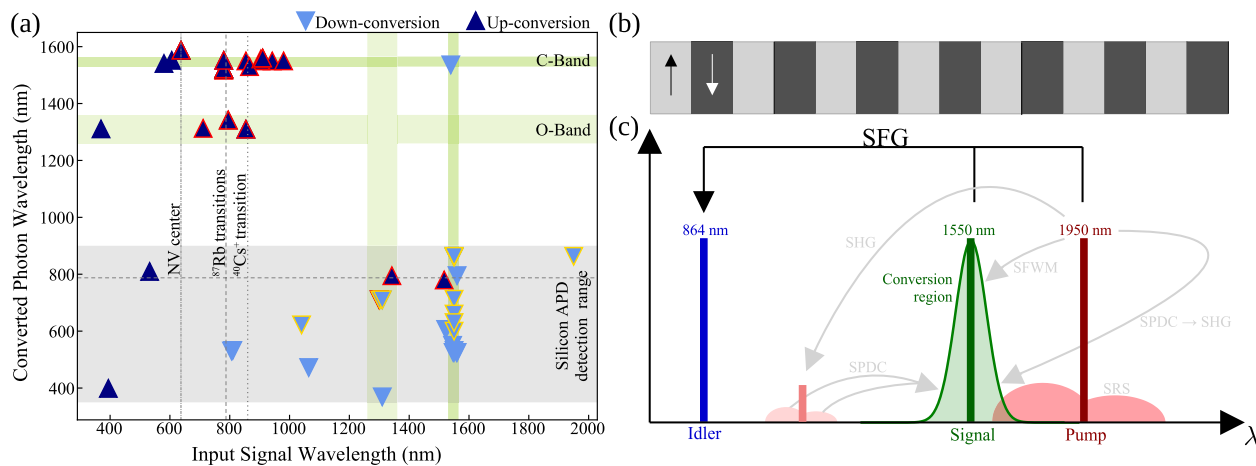 (a)
Down-conversion
Up-conversion
Converted Photon Wavelength (nm)
1600
1400
1200
1000
800
600
400
C-Band
O-Band
NV center
⁸⁷Rb transitions
⁴⁰Cs⁺ transition
Silicon APD
detection range
400 600 800 1000 1200 1400 1600 1800 2000
Input Signal Wavelength (nm)
(b)
(c)
SFG
864 nm
1550 nm
1950 nm
SHG
SFWM
Conversion
region
SPDC → SHG
SPDC
SRS
Idler
Signal
Pump
λ